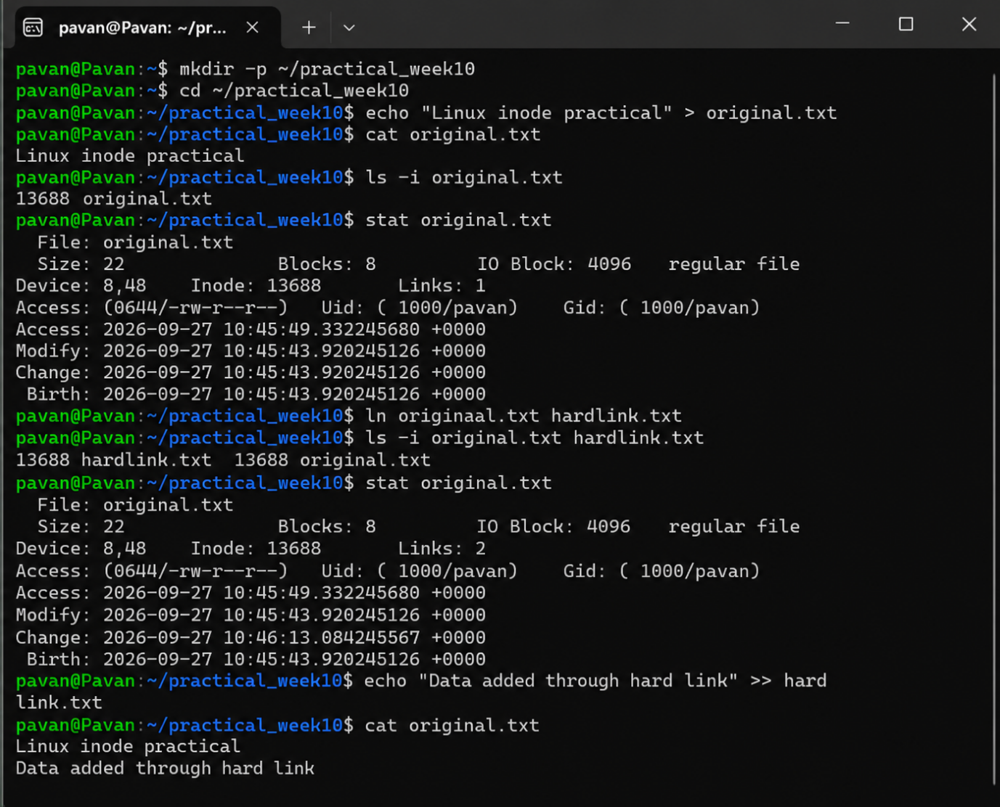 pavan@Pavan: ~/pr...
pavan@Pavan:~$ mkdir -p ~/practical_week10
pavan@Pavan:~$ cd ~/practical_week10
pavan@Pavan:~/practical_week10$ echo "Linux inode practical" > original.txt
pavan@Pavan:~/practical_week10$ cat original.txt
Linux inode practical
pavan@Pavan:~/practical_week10$ ls -i original.txt
13688 original.txt
pavan@Pavan:~/practical_week10$ stat original.txt
  File: original.txt
  Size: 22              Blocks: 8          IO Block: 4096   regular file
Device: 8,48    Inode: 13688       Links: 1
Access: (0644/-rw-r--r--)   Uid: ( 1000/pavan)    Gid: ( 1000/pavan)
Access: 2026-09-27 10:45:49.332245680 +0000
Modify: 2026-09-27 10:45:43.920245126 +0000
Change: 2026-09-27 10:45:43.920245126 +0000
 Birth: 2026-09-27 10:45:43.920245126 +0000
pavan@Pavan:~/practical_week10$ ln originaal.txt hardlink.txt
pavan@Pavan:~/practical_week10$ ls -i original.txt hardlink.txt
13688 hardlink.txt  13688 original.txt
pavan@Pavan:~/practical_week10$ stat original.txt
  File: original.txt
  Size: 22              Blocks: 8          IO Block: 4096   regular file
Device: 8,48    Inode: 13688       Links: 2
Access: (0644/-rw-r--r--)   Uid: ( 1000/pavan)    Gid: ( 1000/pavan)
Access: 2026-09-27 10:45:49.332245680 +0000
Modify: 2026-09-27 10:45:43.920245126 +0000
Change: 2026-09-27 10:46:13.084245567 +0000
 Birth: 2026-09-27 10:45:43.920245126 +0000
pavan@Pavan:~/practical_week10$ echo "Data added through hard link" >> hard
link.txt
pavan@Pavan:~/practical_week10$ cat original.txt
Linux inode practical
Data added through hard link